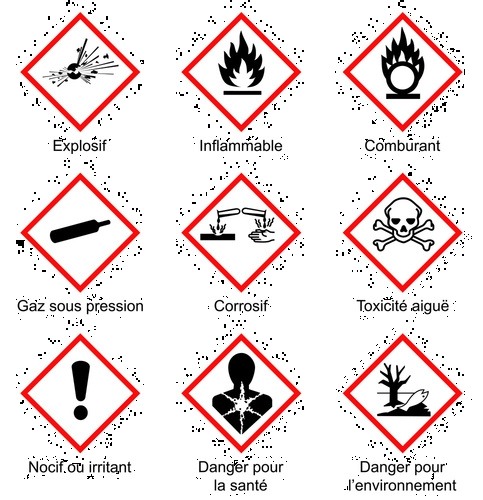 Explosif
Inflammable
Comburant
Gaz sous pression
Corrosif
Toxicité aiguë
Nocif ou irritant
Danger pour
la santé
Danger pour
l'environnement